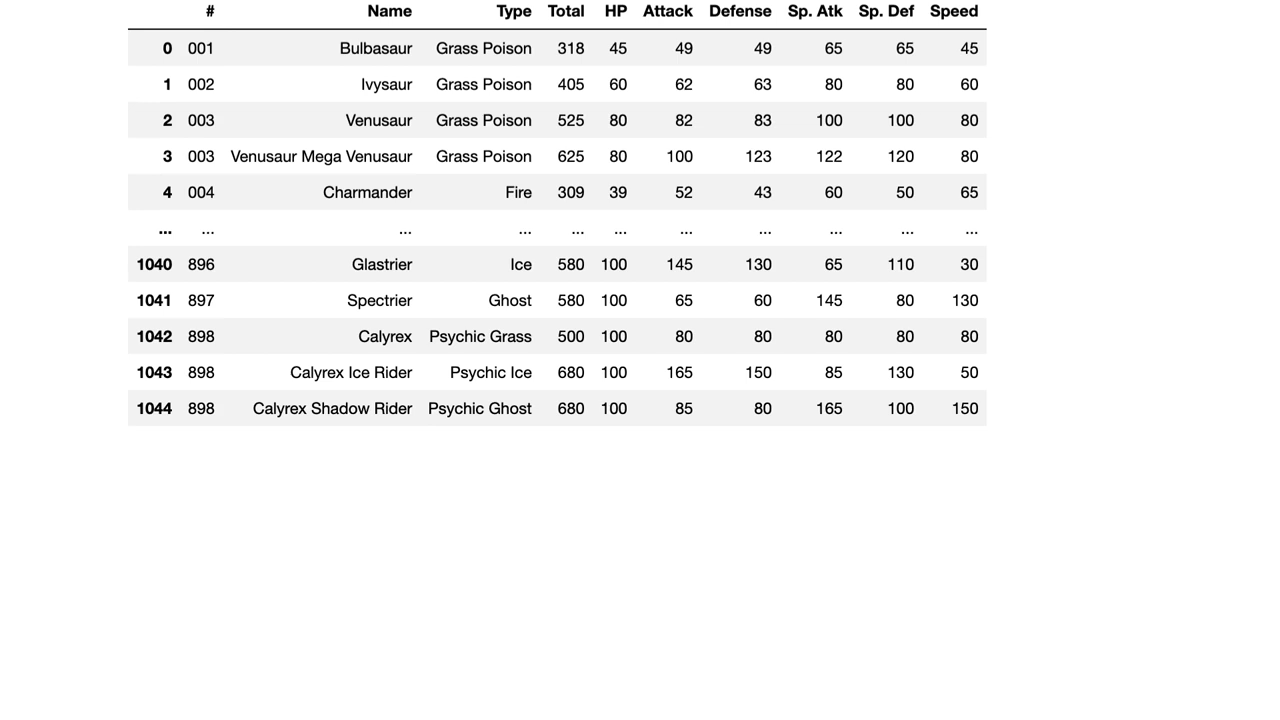 # Name Type Total HP Attack Defense Sp. Atk Sp. Def Speed
0 001 Bulbasaur Grass Poison 318 45 49 49 65 65 45
1 002 Ivysaur Grass Poison 405 60 62 63 80 80 60
2 003 Venusaur Grass Poison 525 80 82 83 100 100 80
3 003 Venusaur Mega Venusaur Grass Poison 625 80 100 123 122 120 80
4 004 Charmander Fire 309 39 52 43 60 50 65
... ... ... ... ... ... ... ... ... ... ...
1040 896 Glastrier Ice 580 100 145 130 65 110 30
1041 897 Spectrier Ghost 580 100 65 60 145 80 130
1042 898 Calyrex Psychic Grass 500 100 80 80 80 80 80
1043 898 Calyrex Ice Rider Psychic Ice 680 100 165 150 85 130 50
1044 898 Calyrex Shadow Rider Psychic Ghost 680 100 85 80 165 100 150